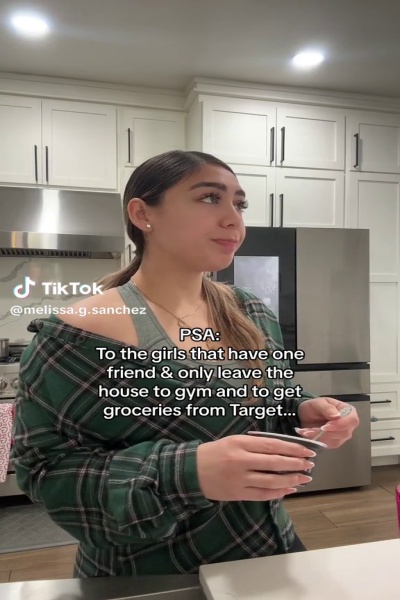 TikTok
@melissa.g.sanchez
PSA:
To the girls that have one
friend & only leave the
house to gym and to get
groceries from Target...